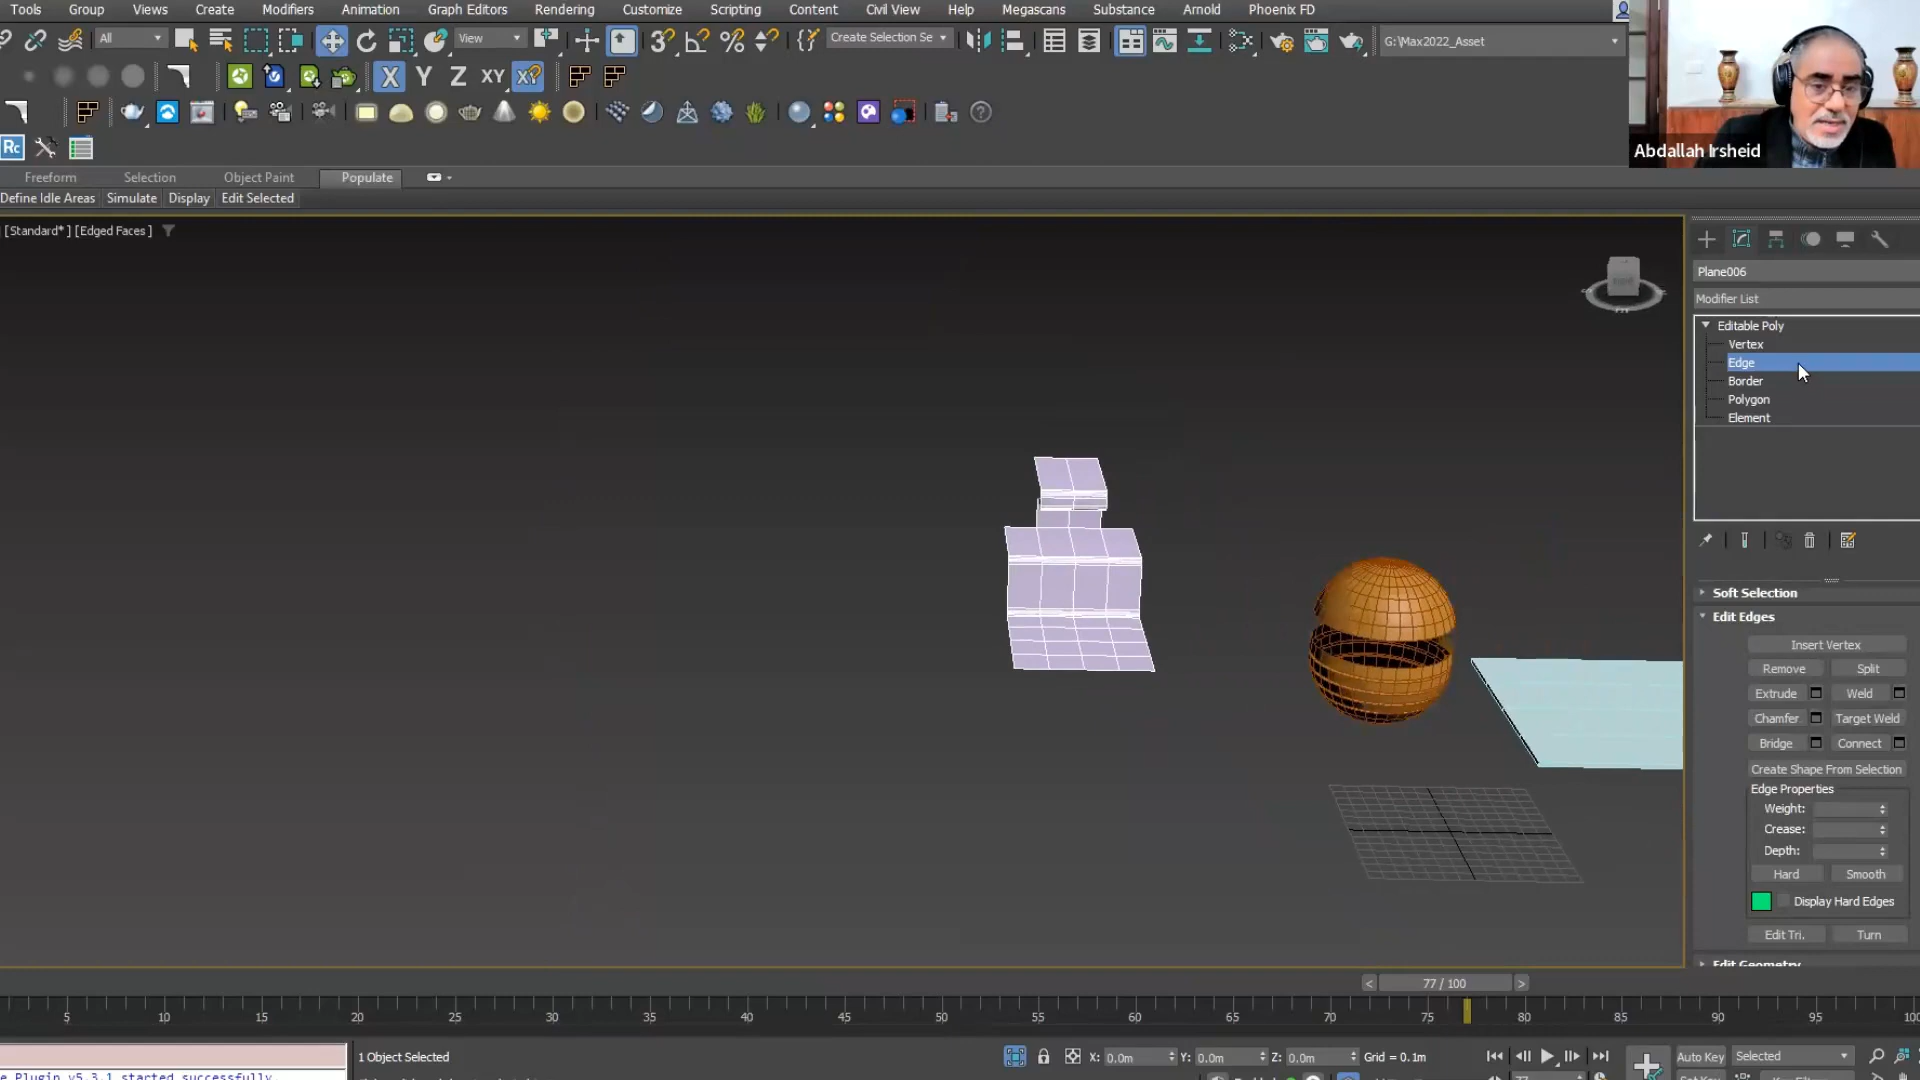 Tools Group Views Create Modifiers Animation Graph Editors Rendering Customize Scripting Content Civil View Help Megascans Substance Arnold Phoenix FD
All View Create Selection Se G:\Max2022_Asset
X Y Z XY
Rc
Abdallah Irsheid
Freeform Selection Object Paint Populate
Define Idle Areas Simulate Display Edit Selected
[Standard* ] [Edged Faces ]
Plane006
Modifier List
Editable Poly
Vertex
Edge
Border
Polygon
Element
Soft Selection
Edit Edges
Insert Vertex
Remove Split
Extrude Weld
Chamfer Target Weld
Bridge Connect
Create Shape From Selection
Edge Properties
Weight:
Crease:
Depth:
Hard Smooth
Display Hard Edges
Edit Tri. Turn
Edit Geometry
< 77 / 100 >
5 10 15 20 25 30 35 40 45 50 55 60 65 70 75 80 85 90 95 100
1 Object Selected X: 0.0m Y: 0.0m Z: 0.0m Grid = 0.1m Auto Key Selected
e Plugin v5.3.1 started successfully.